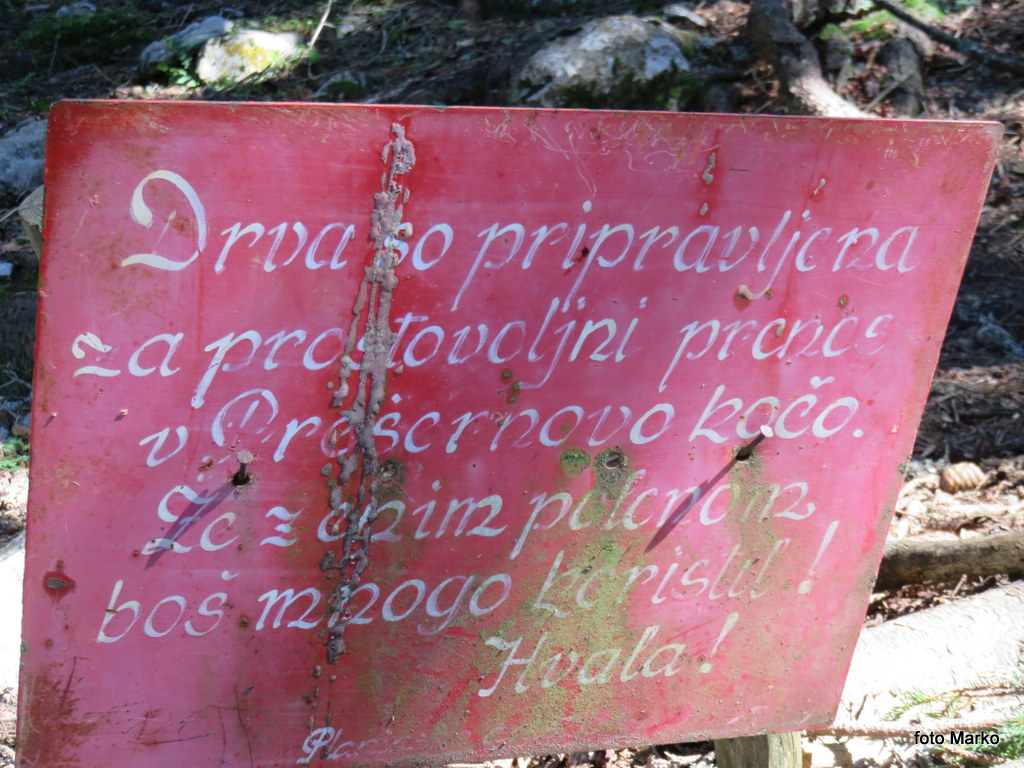 Drva so pripravljena
za prostovoljni prenos
v Prešernovo kočo.
Že z enim polenom
boš mnogo koristil!
Hvala!
foto Marko